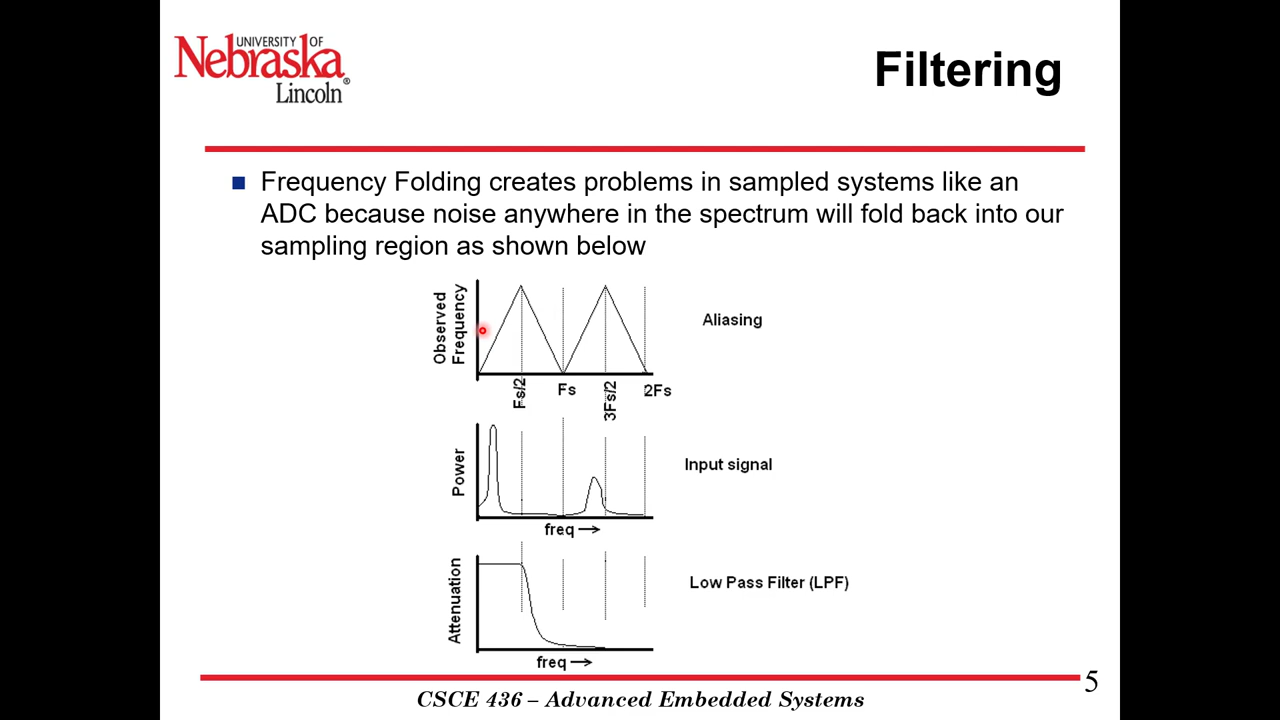 UNIVERSITY OF
Nebraska
Lincoln®
Filtering
Frequency Folding creates problems in sampled systems like an
ADC because noise anywhere in the spectrum will fold back into our
sampling region as shown below
Observed
Frequency
Aliasing
Fs/2
Fs
3Fs/2
2Fs
Power
Input signal
freq
Attenuation
Low Pass Filter (LPF)
freq
CSCE 436 – Advanced Embedded Systems
5